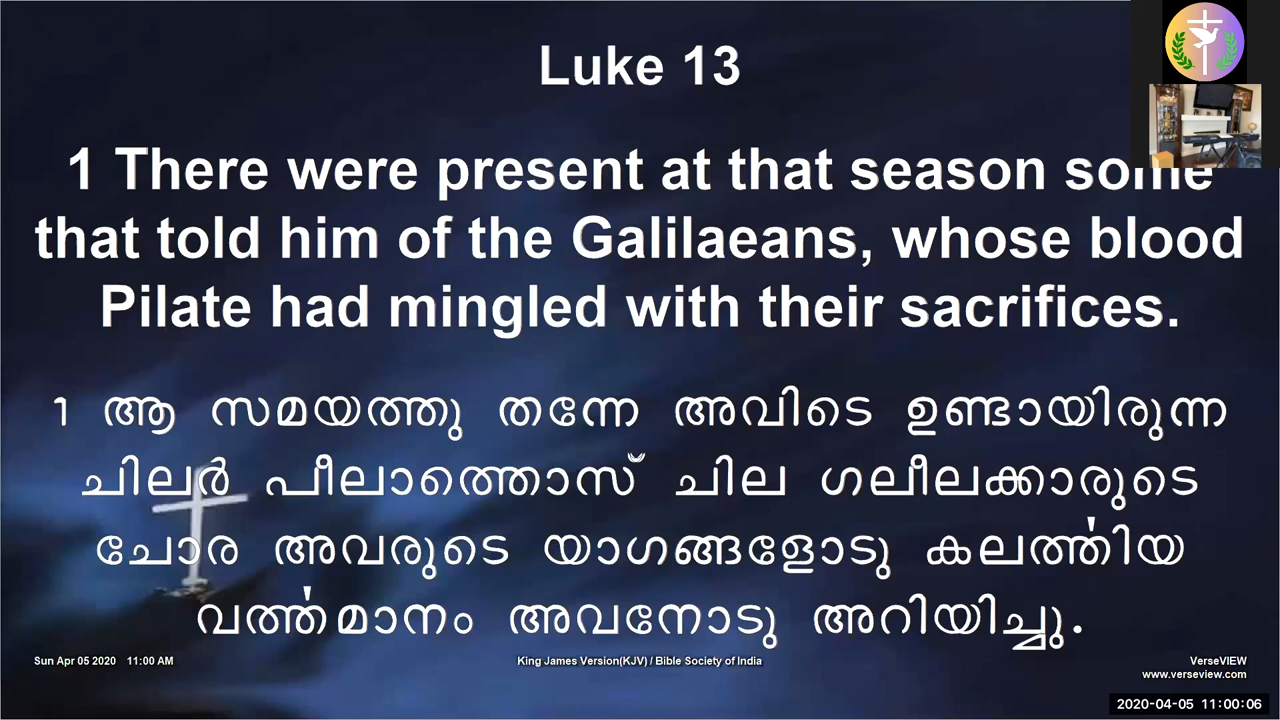 Luke 13
1 There were present at that season some
that told him of the Galilaeans, whose blood
Pilate had mingled with their sacrifices.
1 ആ സമയത്തു തന്നേ അവിടെ ഉണ്ടായിരുന്ന
ചിലർ പീലാത്തൊസ് ചില ഗലീലക്കാരുടെ
ചോര അവരുടെ യാഗങ്ങളോടു കലൎത്തിയ
വൎത്തമാനം അവനോടു അറിയിച്ചു.
Sun Apr 05 2020 11:00 AM
King James Version(KJV) / Bible Society of India
VerseVIEW
www.verseview.com
2020-04-05 11:00:06